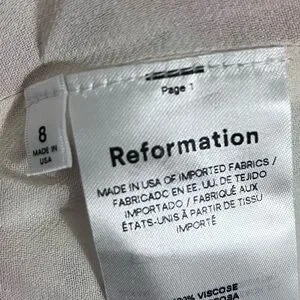 8
MADE IN
USA
Page 1
Reformation
MADE IN USA OF IMPORTED FABRICS /
FABRICADO EN EE. UU. DE TEJIDO
IMPORTADO / FABRIQUÉ AUX
ÉTATS-UNIS À PARTIR DE TISSU
IMPORTÉ
100% VISCOSE